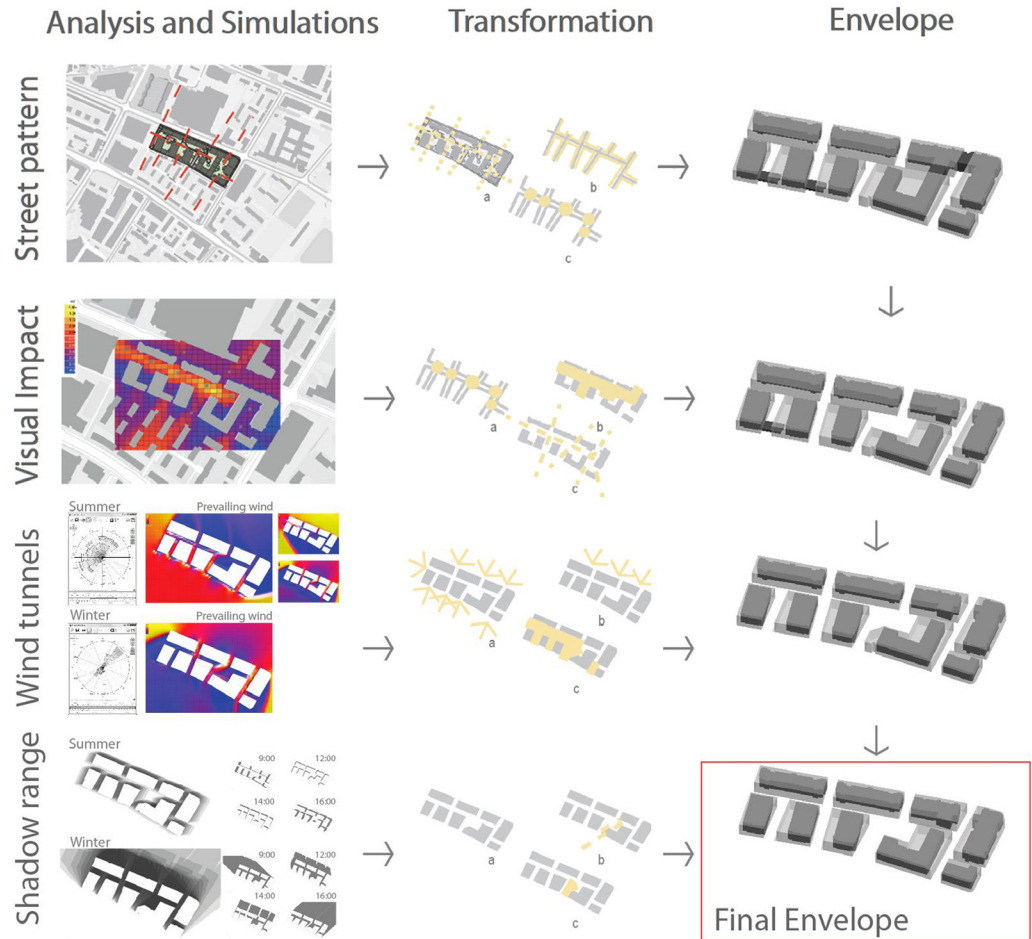 Analysis and Simulations
Transformation
Envelope
Street pattern
a
b
c
Visual Impact
a
b
c
Wind tunnels
Summer
Prevailing wind
Winter
Prevailing wind
a
b
c
Shadow range
Summer
9:00
12:00
14:00
16:00
Winter
9:00
12:00
14:00
16:00
a
b
c
Final Envelope